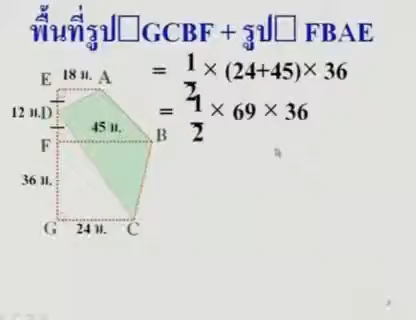 พื้นที่รูป□GCBF + รูป□ FBAE
= 1/2 × (24+45)× 36
= 1/2 × 69 × 36
E 18 ม. A
12 ม. D
45 ม.
B
F
36 ม.
G 24 ม. C